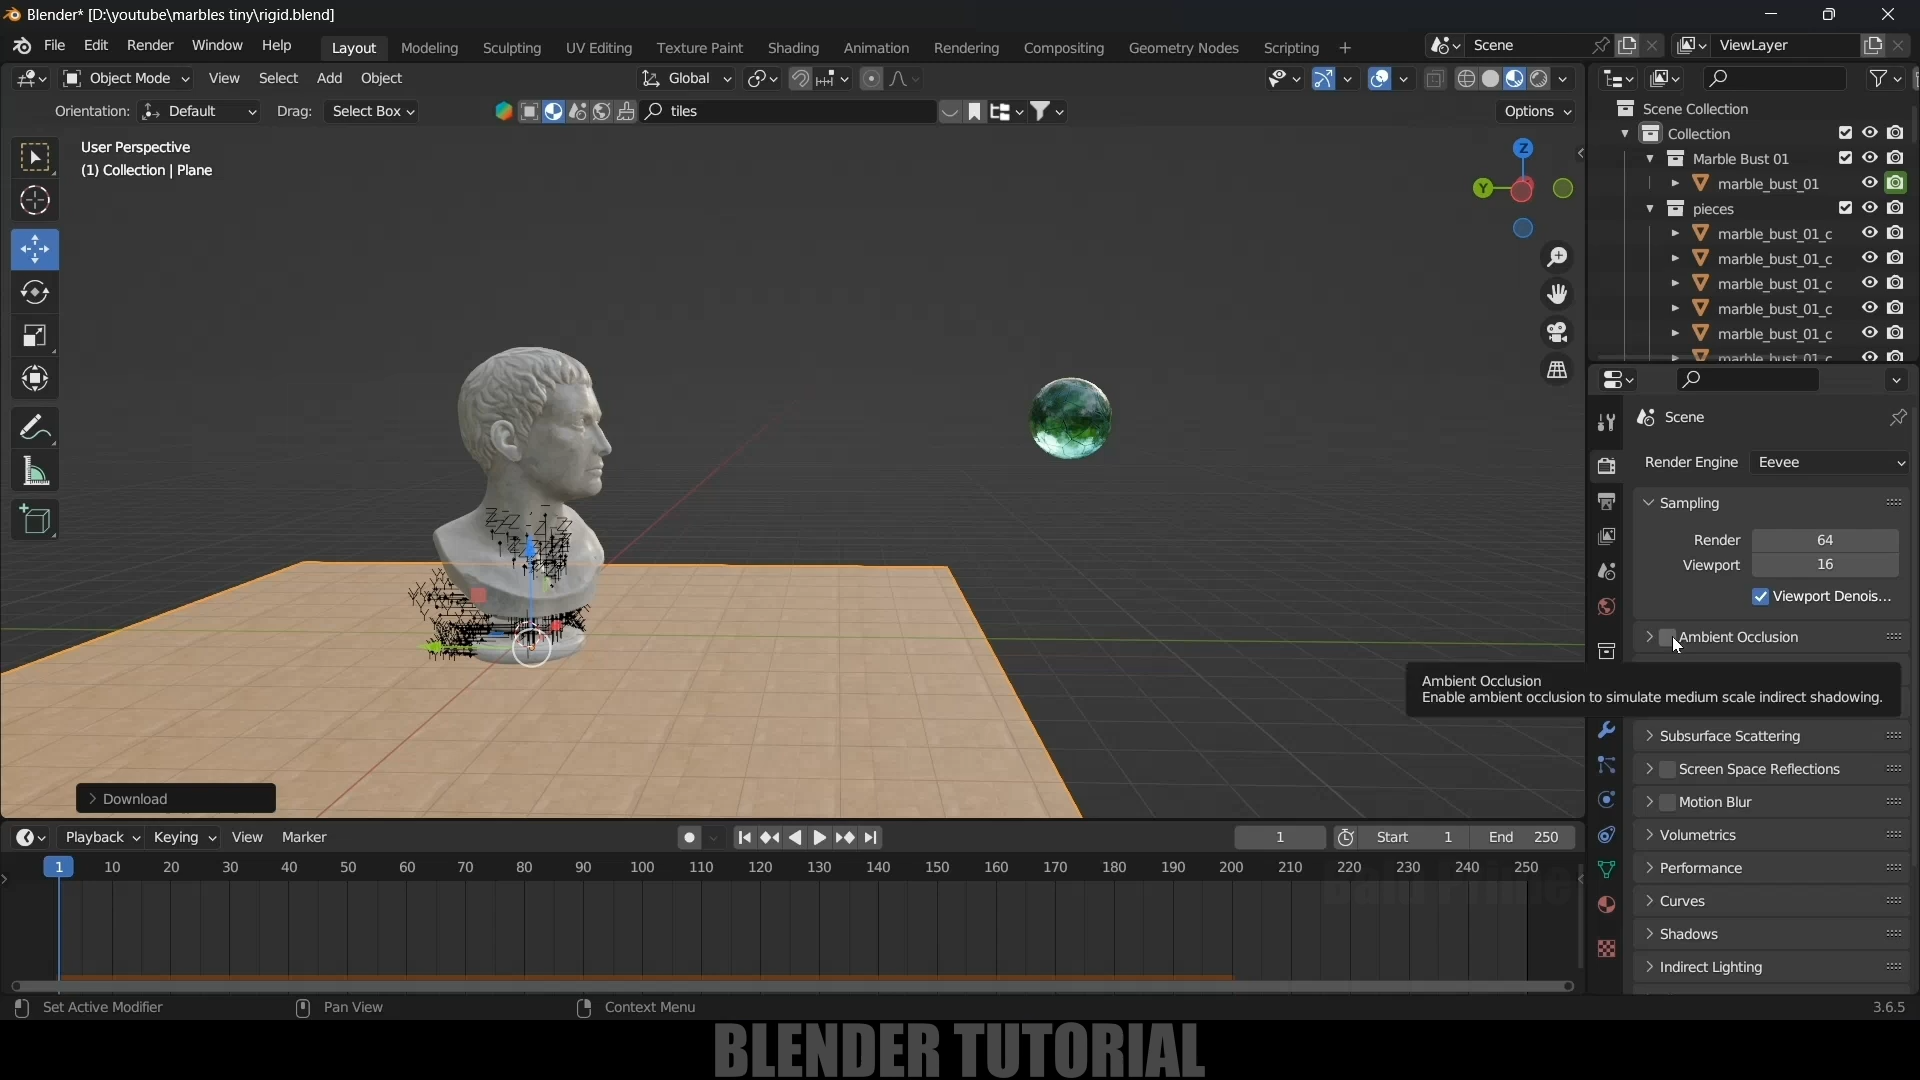 Blender* [D:\youtube\marbles tiny\rigid.blend]
File Edit Render Window Help Layout Modeling Sculpting UV Editing Texture Paint Shading Animation Rendering Compositing Geometry Nodes Scripting + Scene ViewLayer
Object Mode View Select Add Object Global
Orientation: Default Drag: Select Box tiles Options
User Perspective
(1) Collection | Plane
Z
Y
Scene Collection
Collection
Marble Bust 01
marble_bust_01
pieces
marble_bust_01_c
marble_bust_01_c
marble_bust_01_c
marble_bust_01_c
marble_bust_01_c
marble_bust_01_c
Scene
Render Engine Eevee
Sampling
Render 64
Viewport 16
Viewport Denois...
Ambient Occlusion
Ambient Occlusion
Enable ambient occlusion to simulate medium scale indirect shadowing.
Subsurface Scattering
Screen Space Reflections
Motion Blur
Volumetrics
Performance
Curves
Shadows
Indirect Lighting
Download
Playback Keying View Marker 1 Start 1 End 250
1 10 20 30 40 50 60 70 80 90 100 110 120 130 140 150 160 170 180 190 200 210 220 230 240 250
Set Active Modifier Pan View Context Menu 3.6.5
BLENDER TUTORIAL